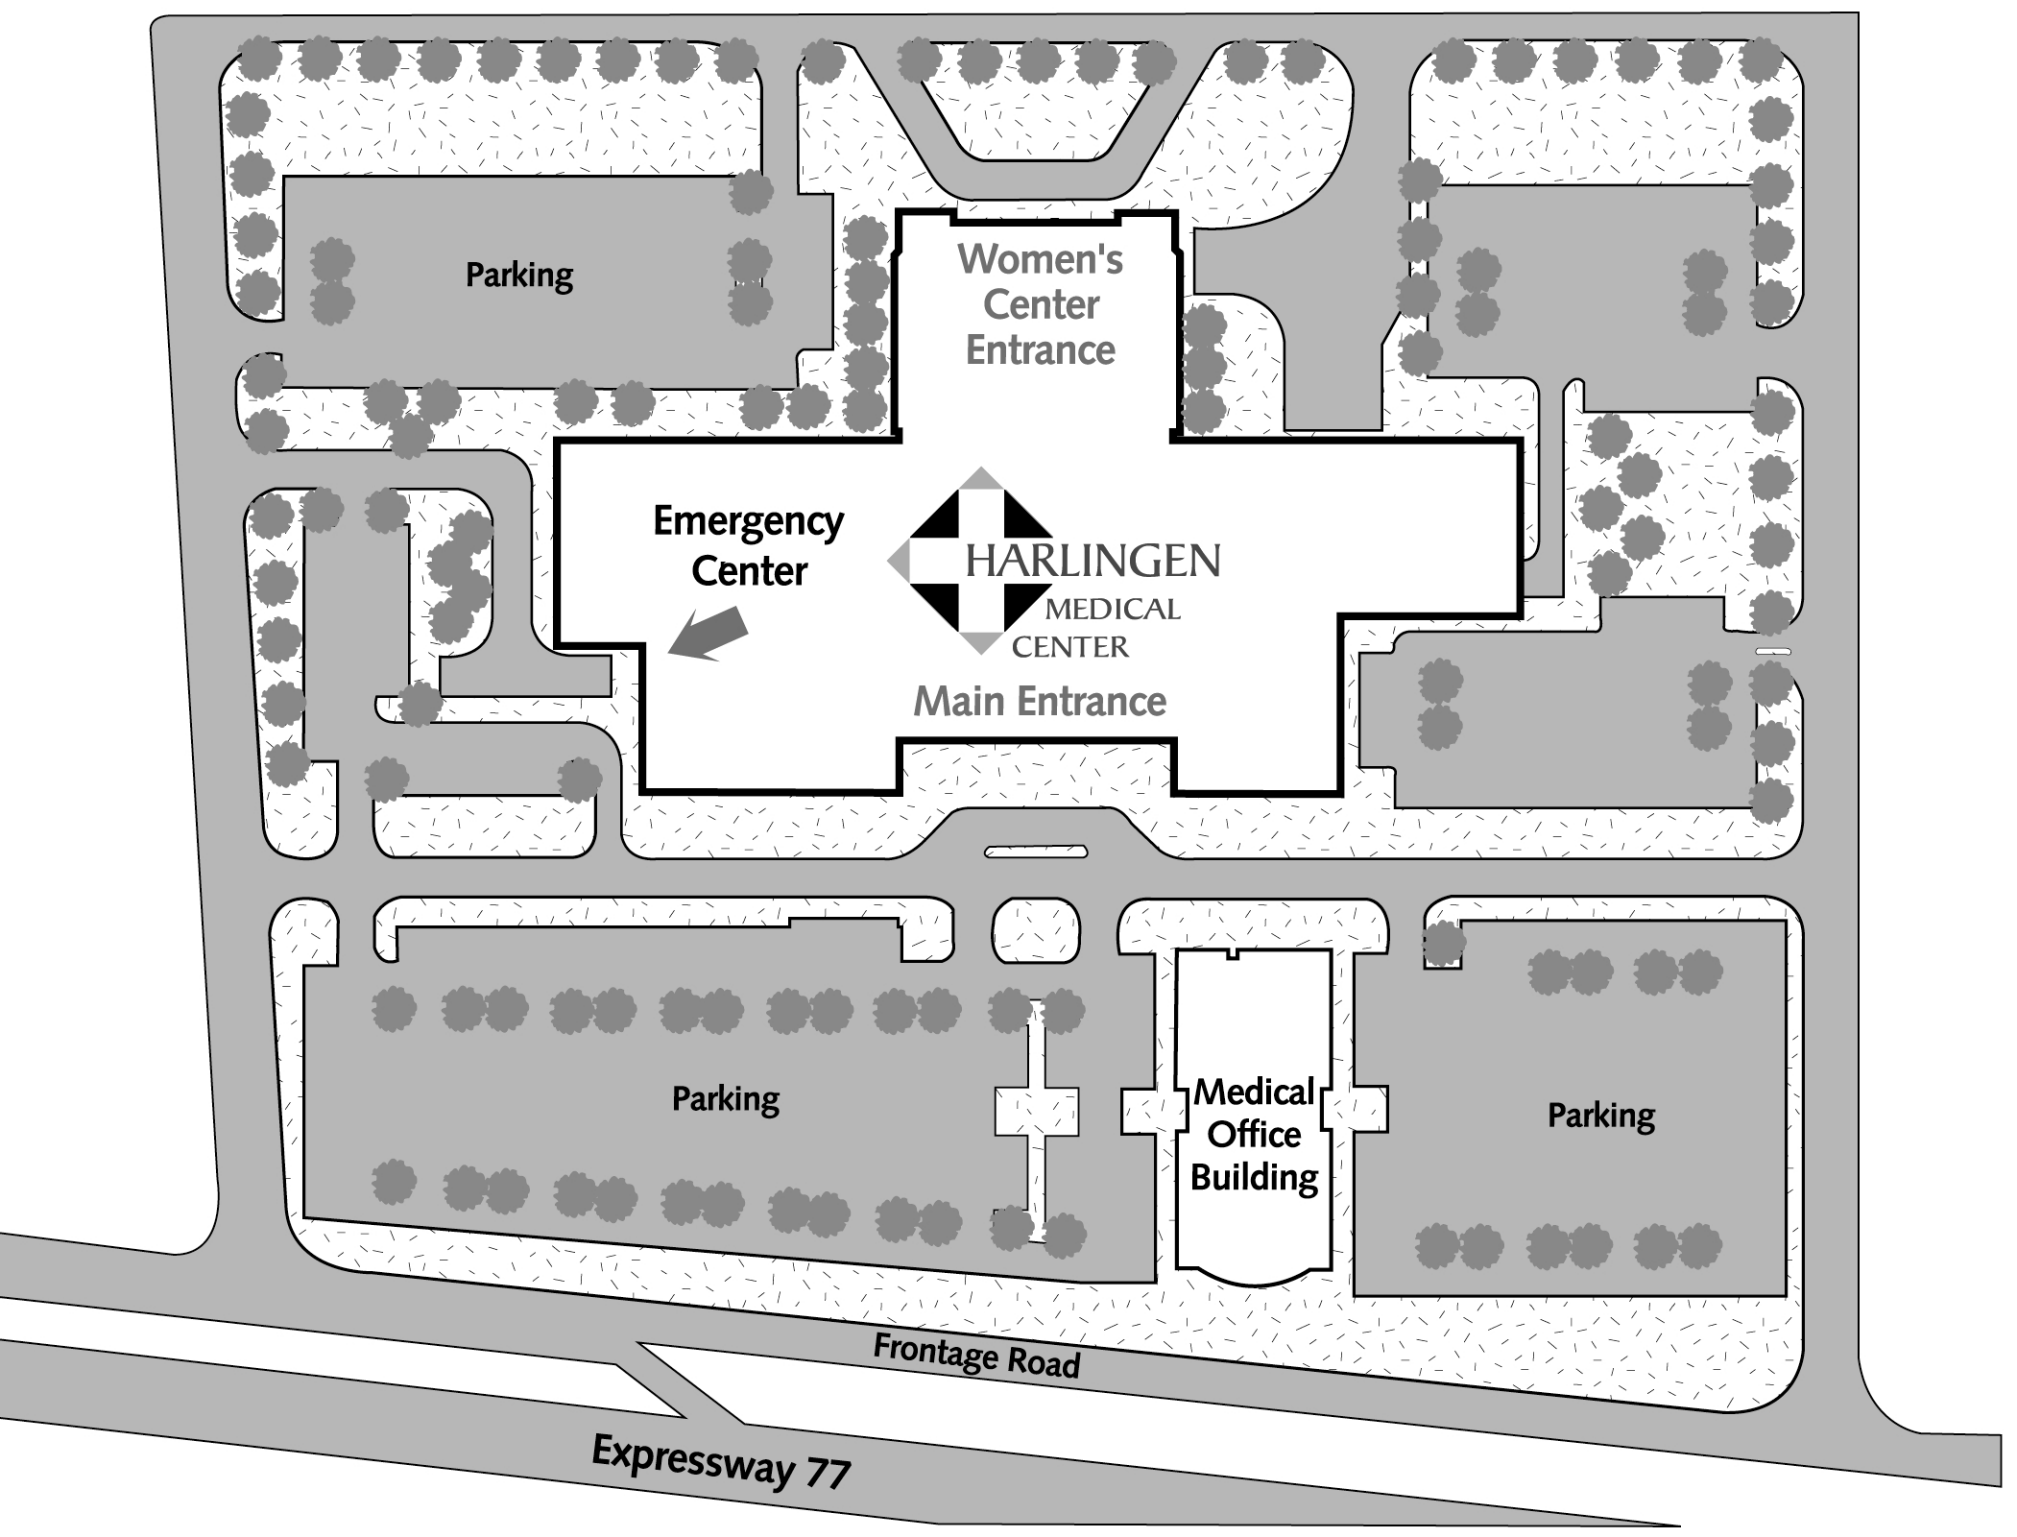 Women's
Center
Entrance
Parking
Emergency
Center
HARLINGEN
MEDICAL
CENTER
Main Entrance
Parking
Medical
Office
Building
Parking
Frontage Road
Expressway 77